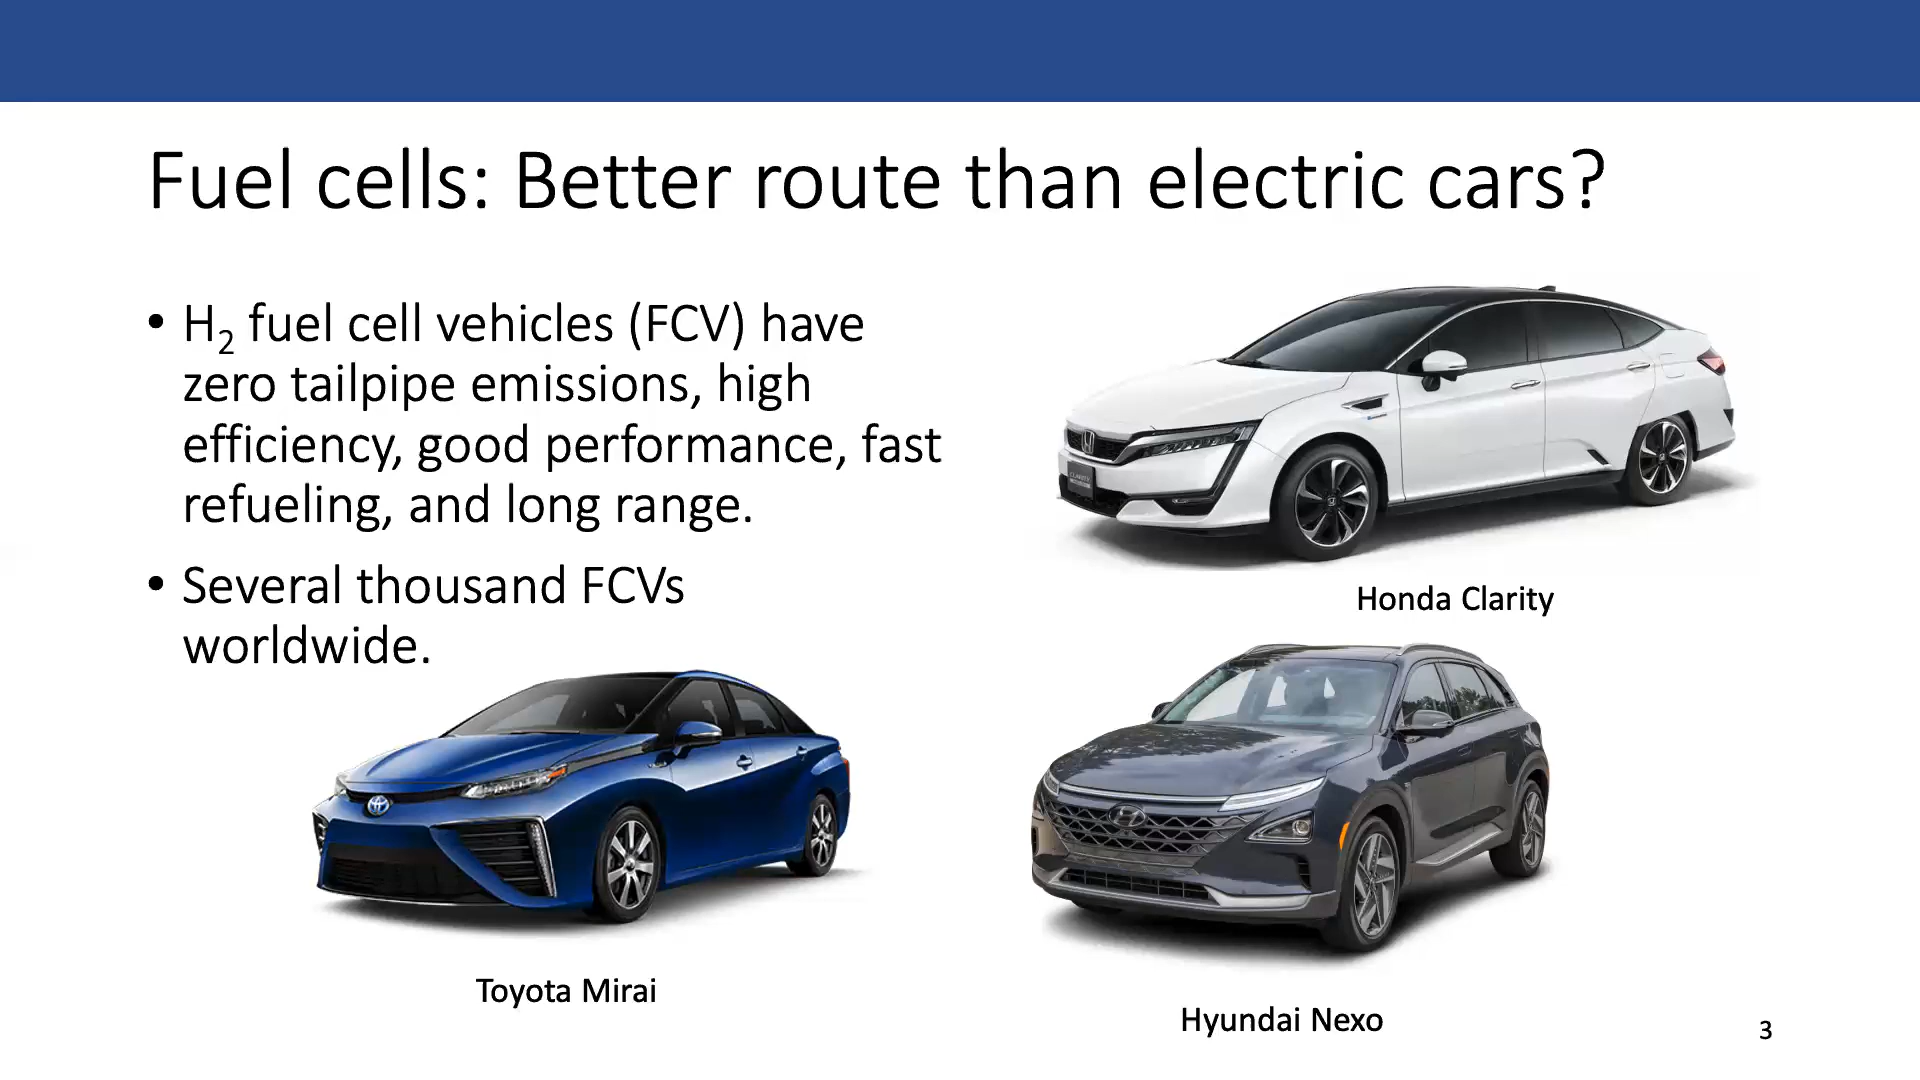 Fuel cells: Better route than electric cars?
• H₂ fuel cell vehicles (FCV) have
zero tailpipe emissions, high
efficiency, good performance, fast
refueling, and long range.
• Several thousand FCVs
worldwide.
Honda Clarity
Toyota Mirai
Hyundai Nexo
3